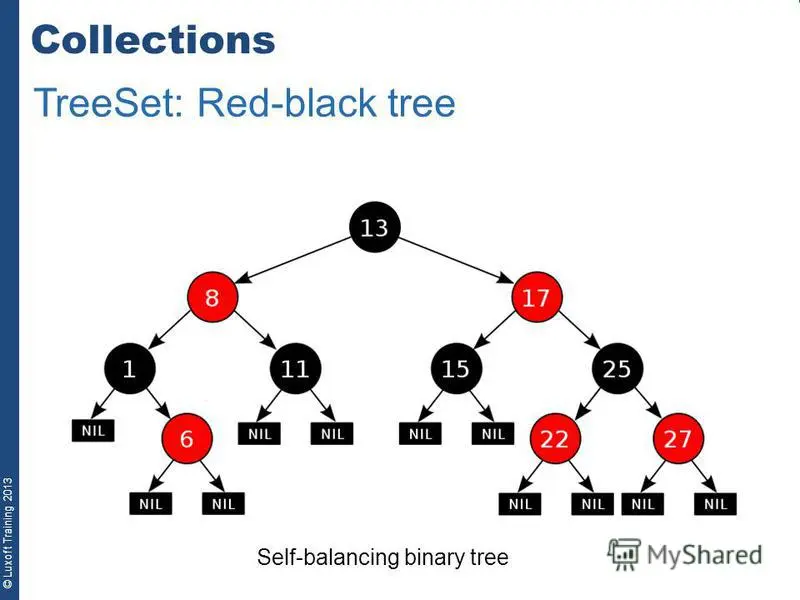 Collections
TreeSet: Red-black tree
13
8 17
1 11 15 25
NIL 6 NIL NIL NIL NIL 22 27
NIL NIL NIL NIL NIL NIL
Self-balancing binary tree
MyShared
© Luxoft Training 2013